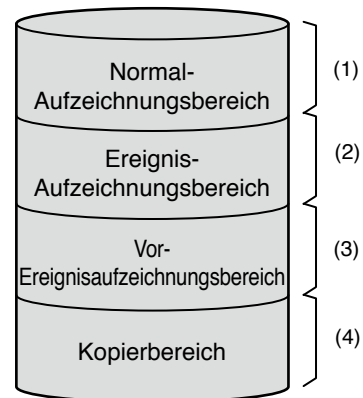 Normal-
Aufzeichnungsbereich
(1)
Ereignis-
Aufzeichnungsbereich
(2)
Vor-
Ereignisaufzeichnungsbereich
(3)
Kopierbereich
(4)